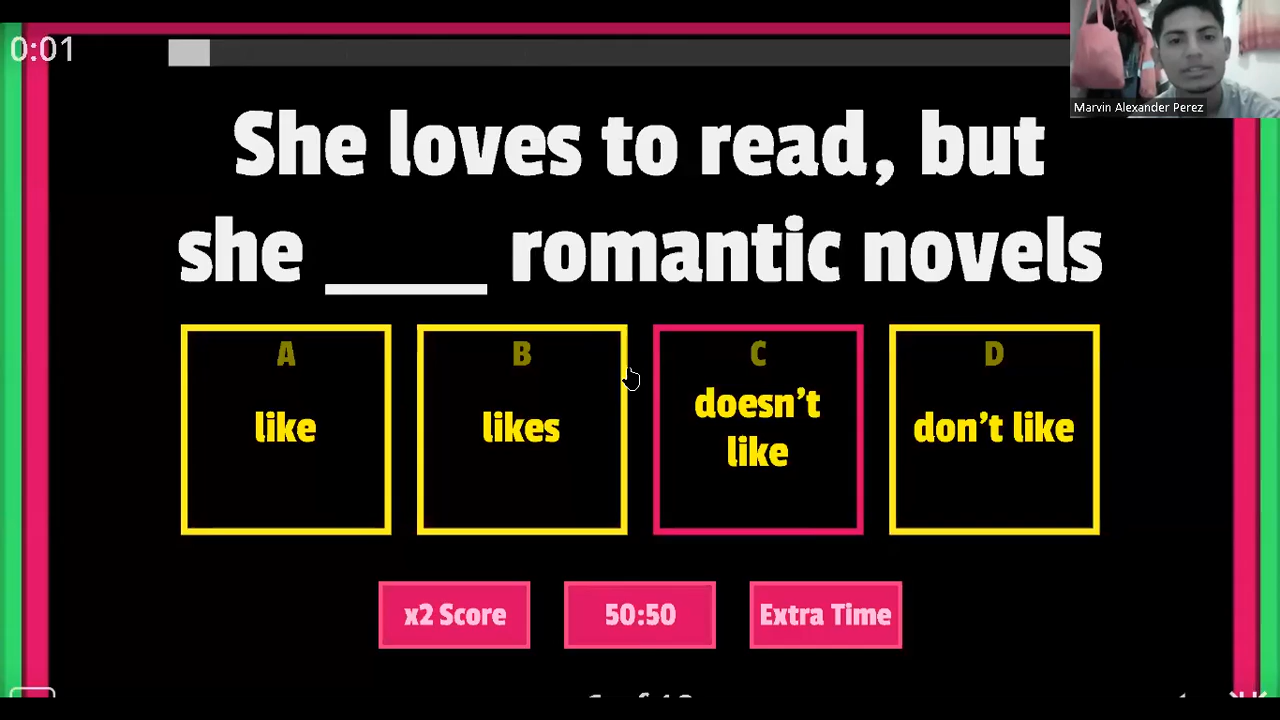 0:01
Marvin Alexander Perez
She loves to read, but
she ____ romantic novels
A
like
B
likes
C
doesn't
like
D
don't like
x2 Score
50:50
Extra Time